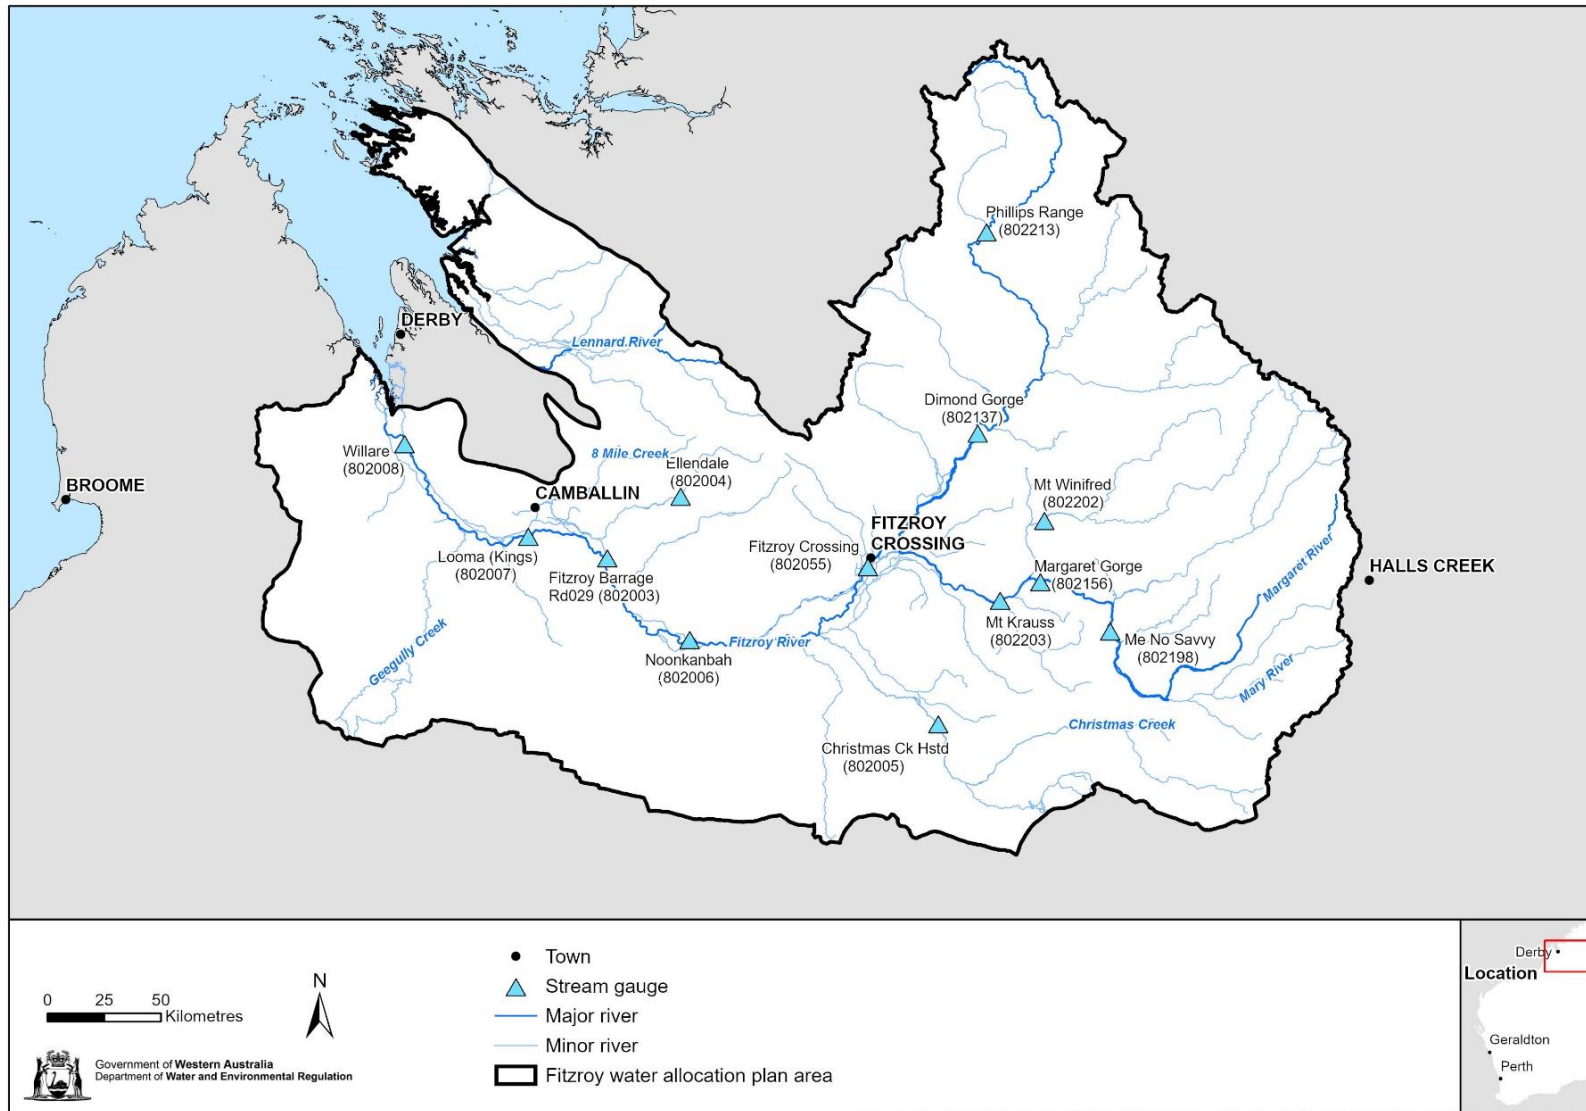 Phillips Range
(802213)
DERBY
Lennard River
Dimond Gorge
(802137)
Willare
(802008)
8 Mile Creek
Ellendale
(802004)
BROOME
CAMBALLIN
Mt Winifred
(802202)
FITZROY
CROSSING
Fitzroy Crossing
(802055)
Looma (Kings)
(802007)
Fitzroy Barrage
Rd029 (802003)
Margaret Gorge
(802156)
Margaret River
HALLS CREEK
Mt Krauss
(802203)
Me No Savvy
(802198)
Geegully Creek
Noonkanbah
(802006)
Fitzroy River
Mary River
Christmas Creek
Christmas Ck Hstd
(802005)
0 25 50
Kilometres
N
Government of Western Australia
Department of Water and Environmental Regulation
Town
Stream gauge
Major river
Minor river
Fitzroy water allocation plan area
Derby
Location
Geraldton
Perth